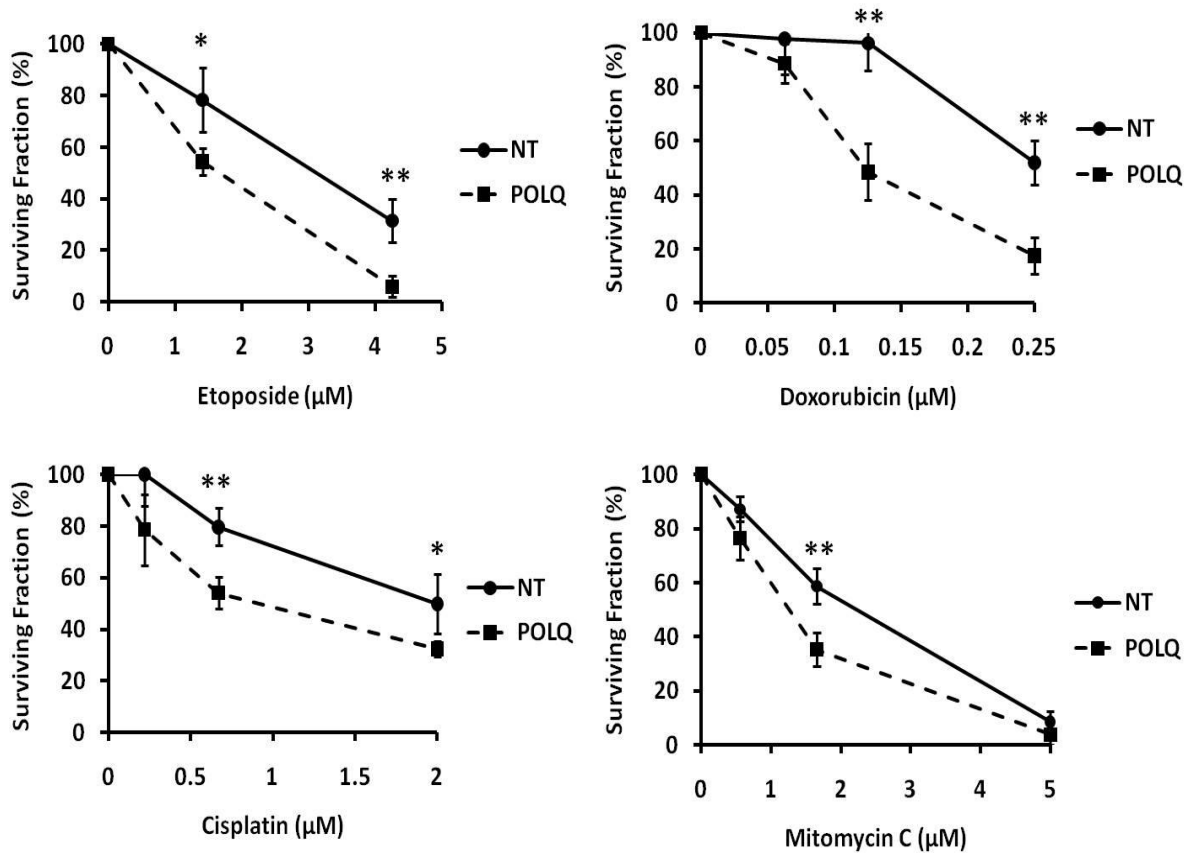 Surviving Fraction (%)
100
80
60
40
20
0
*
**
NT
POLQ
0 1 2 3 4 5
Etoposide (µM)
Surviving Fraction (%)
100
80
60
40
20
0
**
**
NT
POLQ
0 0.05 0.1 0.15 0.2 0.25
Doxorubicin (µM)
Surviving Fraction (%)
100
80
60
40
20
0
**
*
NT
POLQ
0 0.5 1 1.5 2
Cisplatin (µM)
Surviving Fraction (%)
100
80
60
40
20
0
**
NT
POLQ
0 1 2 3 4 5
Mitomycin C (µM)